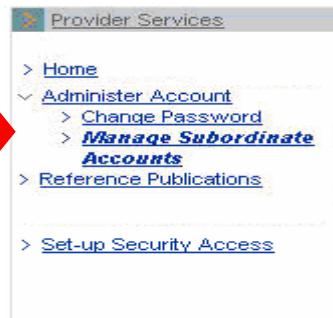 Provider Services
> Home
Administer Account
> Change Password
> Manage Subordinate
Accounts
> Reference Publications
> Set-up Security Access